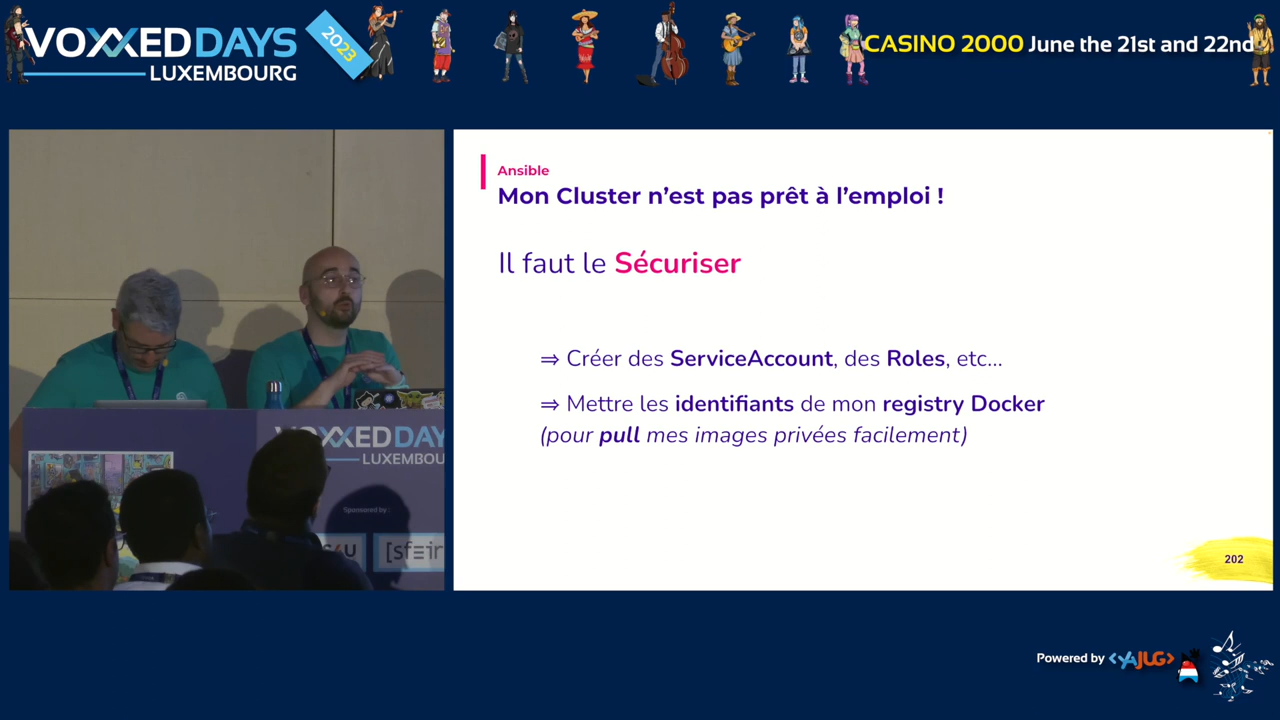 VOXXED DAYS
LUXEMBOURG
2023
CASINO 2000 June the 21st and 22nd
Ansible
Mon Cluster n’est pas prêt à l’emploi !
Il faut le Sécuriser
⇒ Créer des ServiceAccount, des Roles, etc...
⇒ Mettre les identifiants de mon registry Docker
(pour pull mes images privées facilement)
202
VOXXED DAY
LUXEMBOU
Sponsored by :
4U
[sfeir
Powered by <YAJUG>